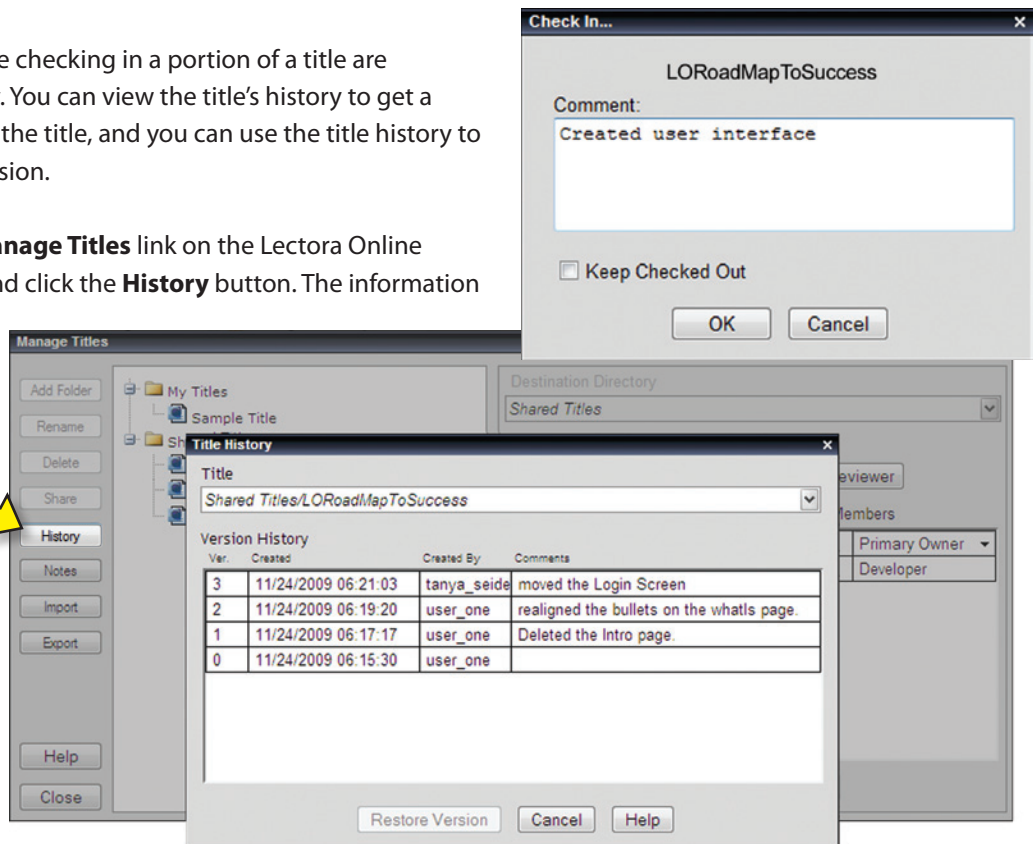 e checking in a portion of a title are
. You can view the title's history to get a
the title, and you can use the title history to
sion.
anage Titles link on the Lectora Online
nd click the History button. The information
Check In...
LORoadMapToSuccess
Comment:
Created user interface
Keep Checked Out
OK Cancel
Manage Titles
Add Folder
Rename
Delete
Share
History
Notes
Import
Export
Help
Close
My Titles
Sample Title
Sh
Destination Directory
Shared Titles
eviewer
Members
Primary Owner
Developer
Title History
Title
Shared Titles/LORoadMapToSuccess
Version History
Ver. Created Created By Comments
3 11/24/2009 06:21:03 tanya_seide moved the Login Screen
2 11/24/2009 06:19:20 user_one realigned the bullets on the whatIs page.
1 11/24/2009 06:17:17 user_one Deleted the Intro page.
0 11/24/2009 06:15:30 user_one
Restore Version Cancel Help